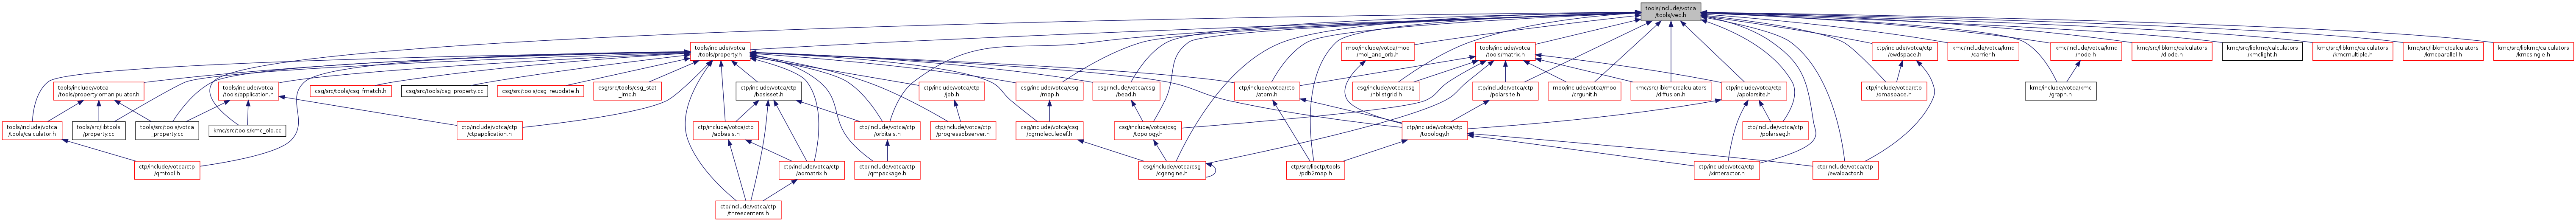 tools/include/votca
/tools/vec.h
tools/include/votca
/tools/property.h
moo/include/votca/moo
/mol_and_orb.h
tools/include/votca
/tools/matrix.h
ctp/include/votca/ctp
/ewdspace.h
kmc/include/votca/kmc
/carrier.h
kmc/include/votca/kmc
/node.h
kmc/src/libkmc/calculators
/diode.h
kmc/src/libkmc/calculators
/kmclight.h
kmc/src/libkmc/calculators
/kmcmultiple.h
kmc/src/libkmc/calculators
/kmcparallel.h
kmc/src/libkmc/calculators
/kmcsingle.h
tools/include/votca
/tools/propertyiomanipulator.h
tools/include/votca
/tools/application.h
csg/src/tools/csg_fmatch.h
csg/src/tools/csg_property.cc
csg/src/tools/csg_reupdate.h
csg/src/tools/csg_stat
_imc.h
ctp/include/votca/ctp
/basisset.h
ctp/include/votca/ctp
/job.h
csg/include/votca/csg
/map.h
csg/include/votca/csg
/bead.h
ctp/include/votca/ctp
/atom.h
csg/include/votca/csg
/nblistgrid.h
ctp/include/votca/ctp
/polarsite.h
moo/include/votca/moo
/crgunit.h
kmc/src/libkmc/calculators
/diffusion.h
ctp/include/votca/ctp
/apolarsite.h
ctp/include/votca/ctp
/dmaspace.h
kmc/include/votca/kmc
/graph.h
tools/include/votca
/tools/calculator.h
tools/src/libtools
/property.cc
tools/src/tools/votca
_property.cc
kmc/src/tools/kmc_old.cc
ctp/include/votca/ctp
/ctpapplication.h
ctp/include/votca/ctp
/aobasis.h
ctp/include/votca/ctp
/orbitals.h
ctp/include/votca/ctp
/progressobserver.h
csg/include/votca/csg
/cgmoleculedef.h
csg/include/votca/csg
/topology.h
ctp/include/votca/ctp
/topology.h
ctp/include/votca/ctp
/polarseg.h
ctp/include/votca/ctp
/qmtool.h
ctp/include/votca/ctp
/aomatrix.h
ctp/include/votca/ctp
/qmpackage.h
csg/include/votca/csg
/cgengine.h
ctp/src/libctp/tools
/pdb2map.h
ctp/include/votca/ctp
/xinteractor.h
ctp/include/votca/ctp
/ewaldactor.h
ctp/include/votca/ctp
/threecenters.h